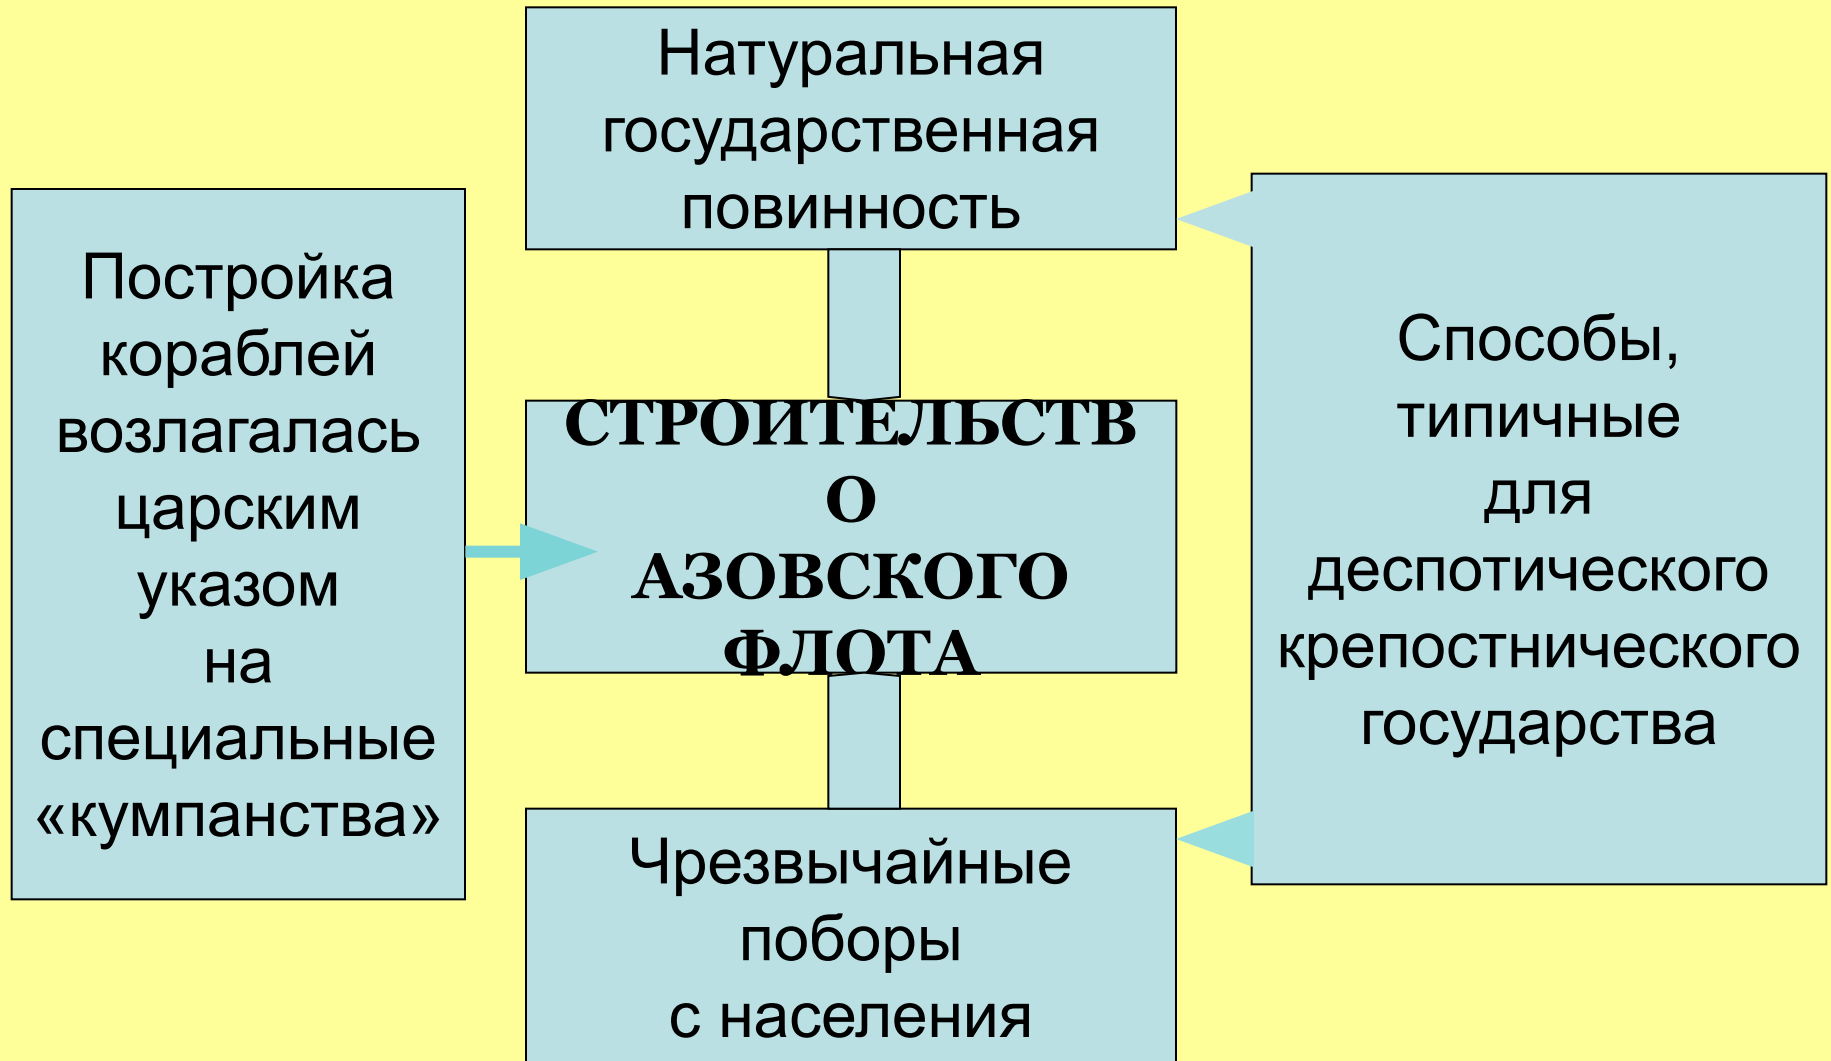 Натуральная
государственная
повинность
Постройка
кораблей
возлагалась
царским
указом
на
специальные
«кумпанства»
СТРОИТЕЛЬСТВ
О
АЗОВСКОГО
ФЛОТА
Способы,
типичные
для
деспотического
крепостнического
государства
Чрезвычайные
поборы
с населения